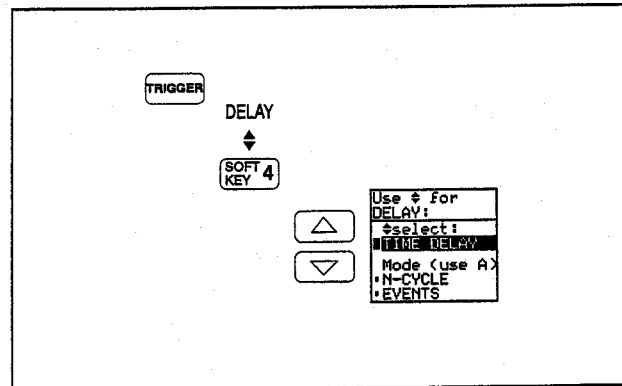 TRIGGER
DELAY
SOFT 4
KEY
Use ♦ for
DELAY:
♦select:
TIME DELAY
Mode (use A)
N-CYCLE
EVENTS